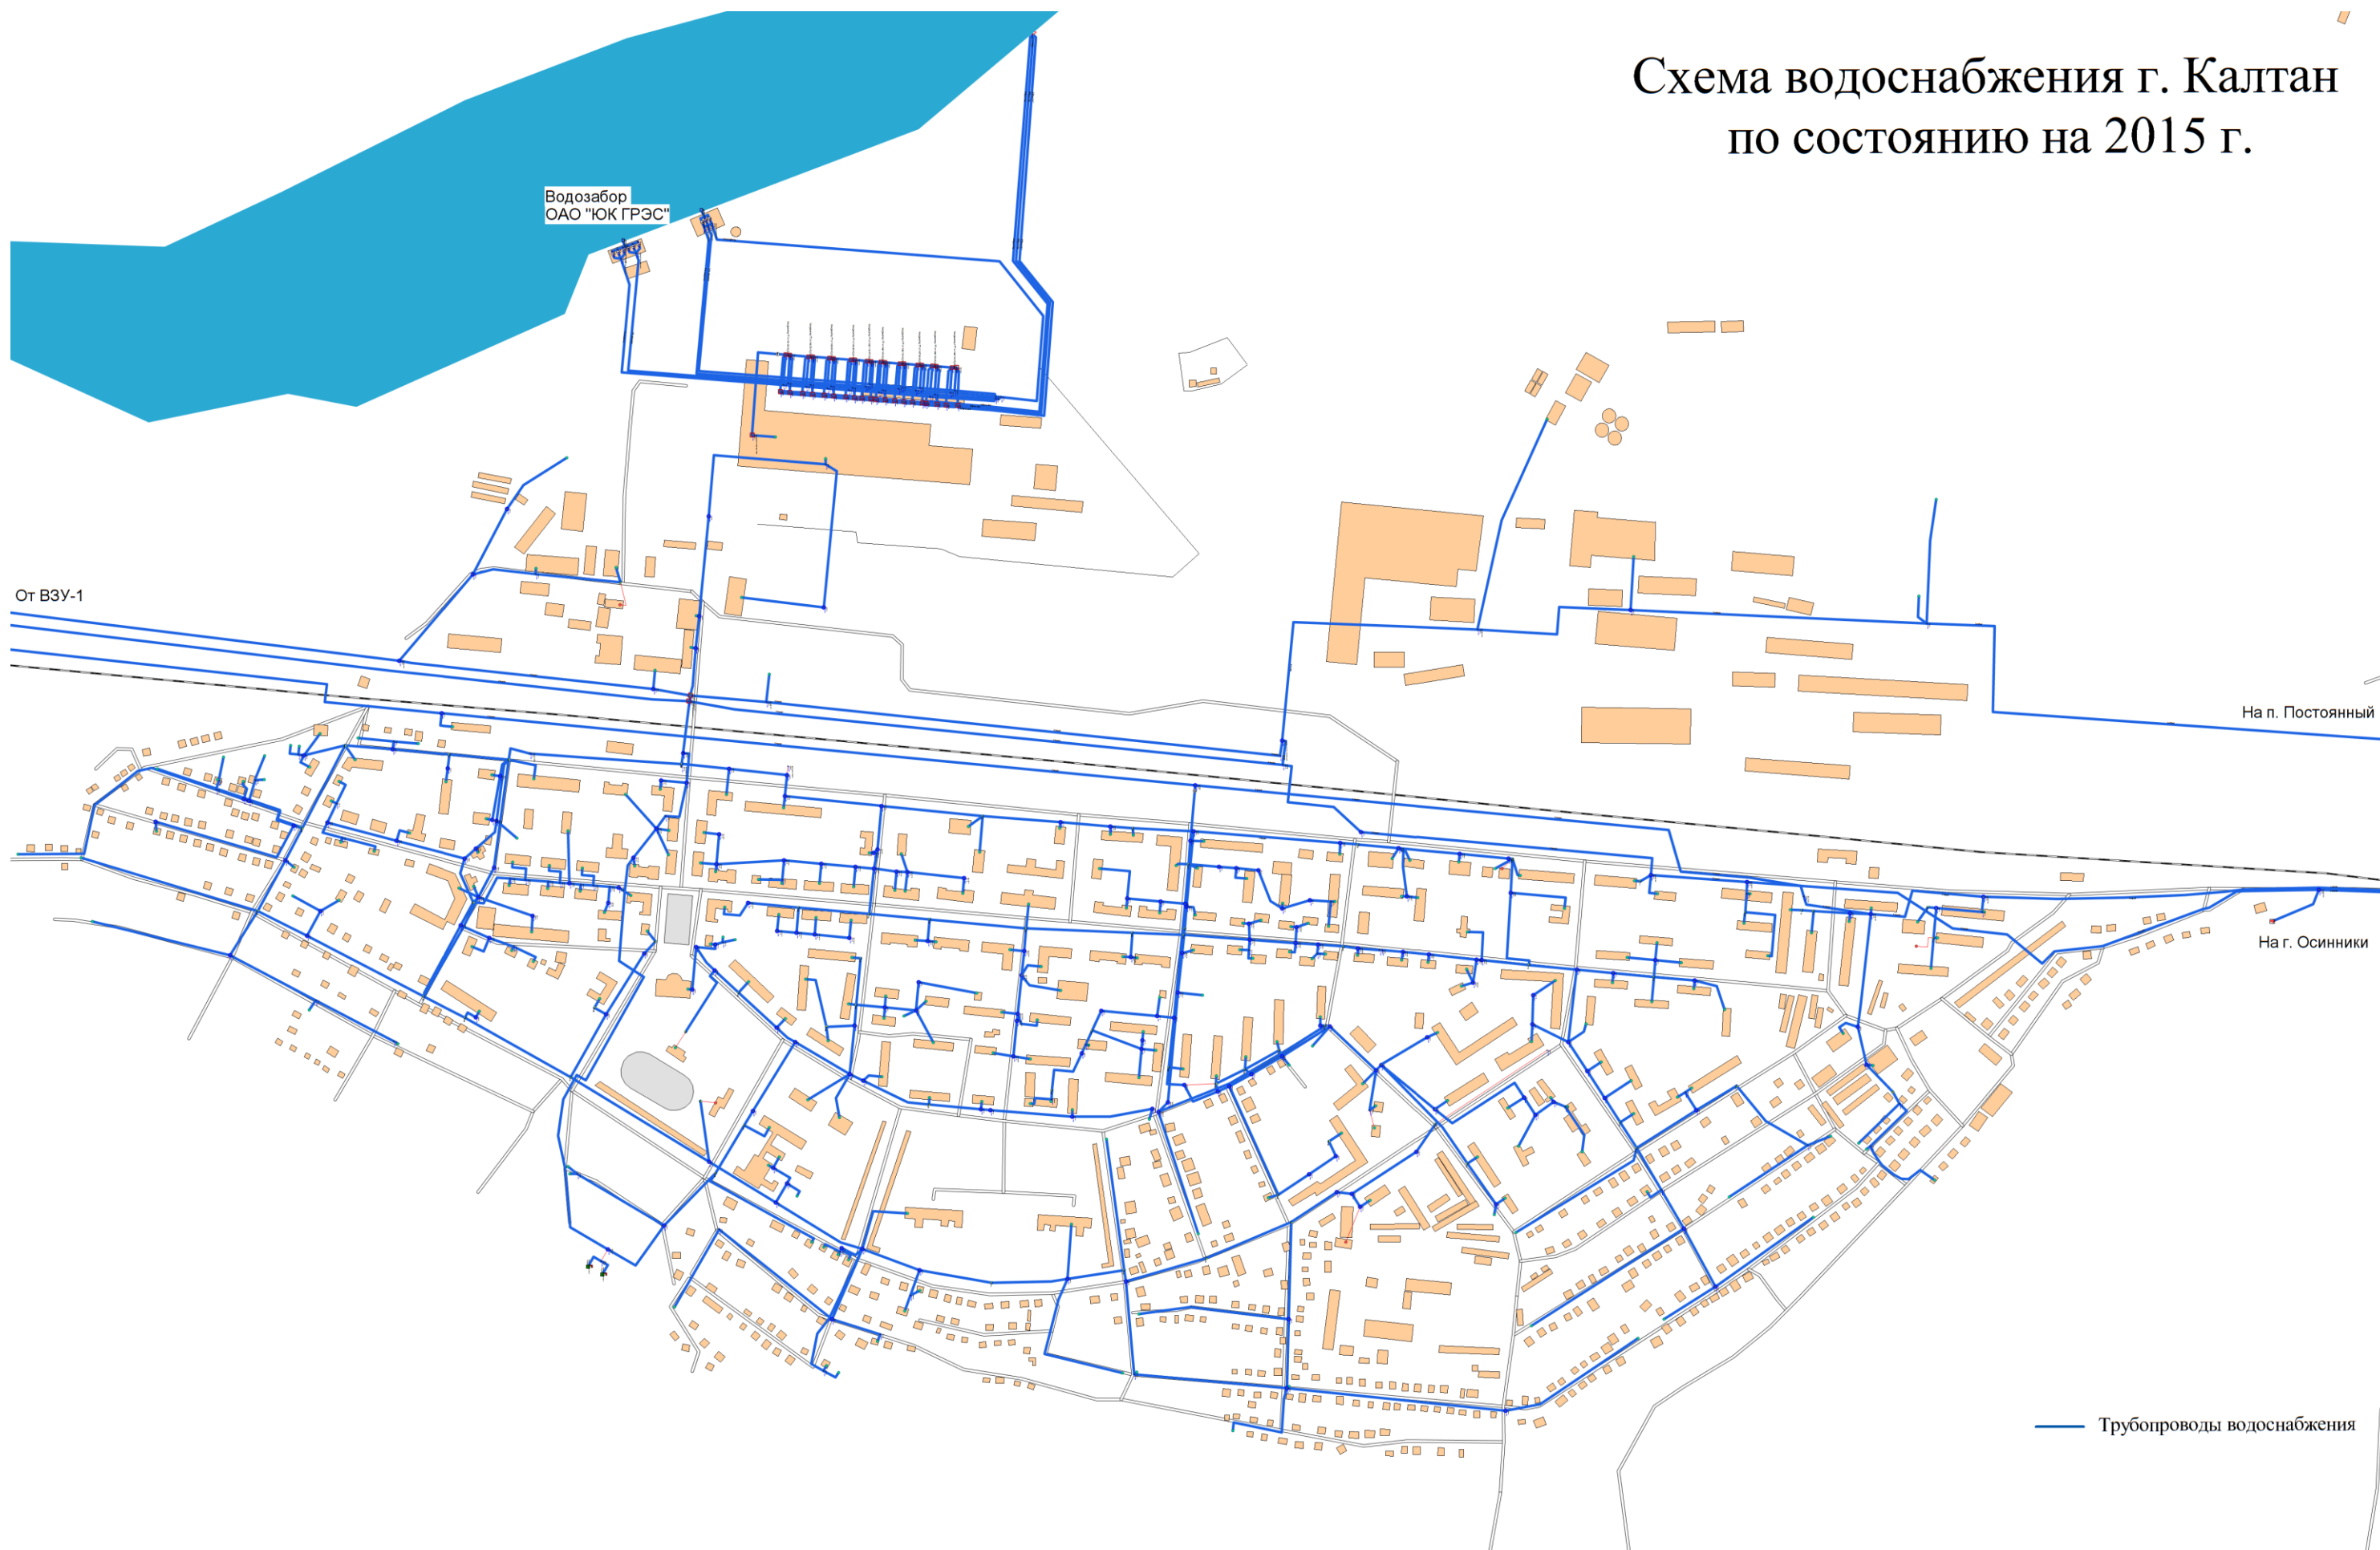 Схема водоснабжения г. Калтан
по состоянию на 2015 г.
Водозабор
ОАО "ЮК ГРЭС"
От ВЗУ-1
На п. Постоянный
На г. Осинники
Трубопроводы водоснабжения